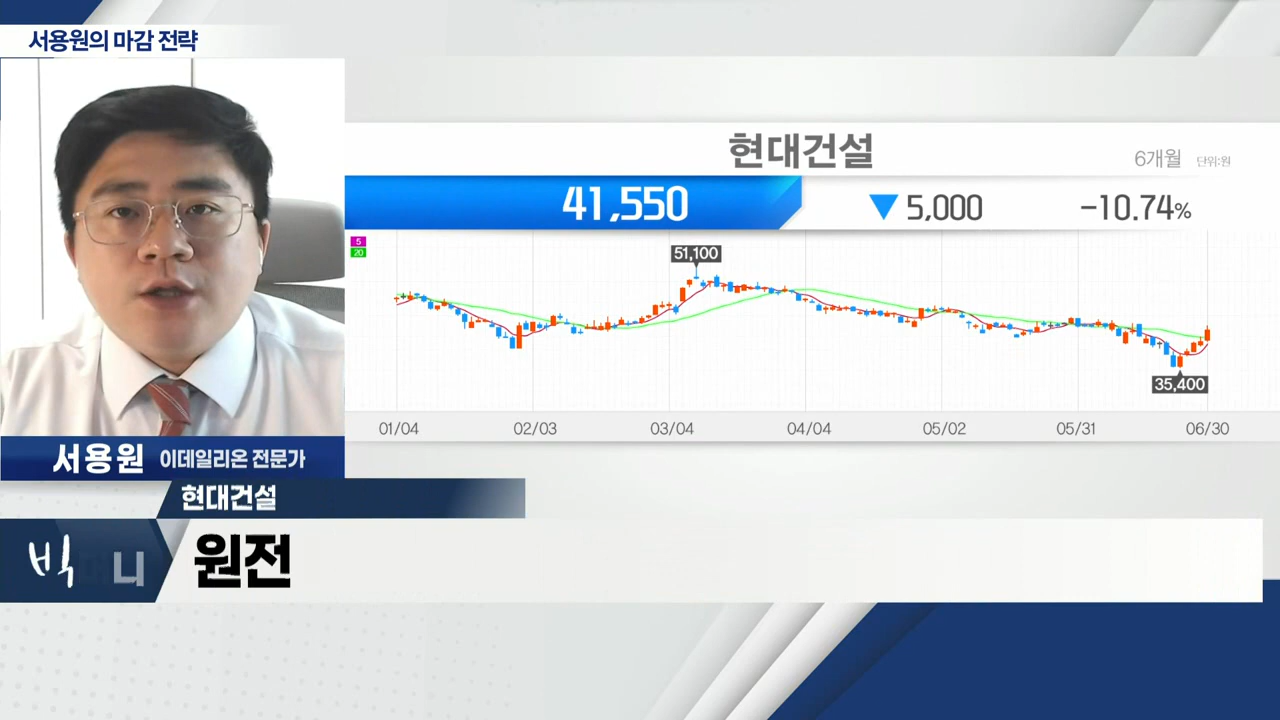 서용원의 마감 전략
현대건설
6개월 단위:원
41,550 ▼5,000 -10.74%
5
20
51,100
35,400
01/04 02/03 03/04 04/04 05/02 05/31 06/30
서용원 이데일리온 전문가
현대건설
빅
원전